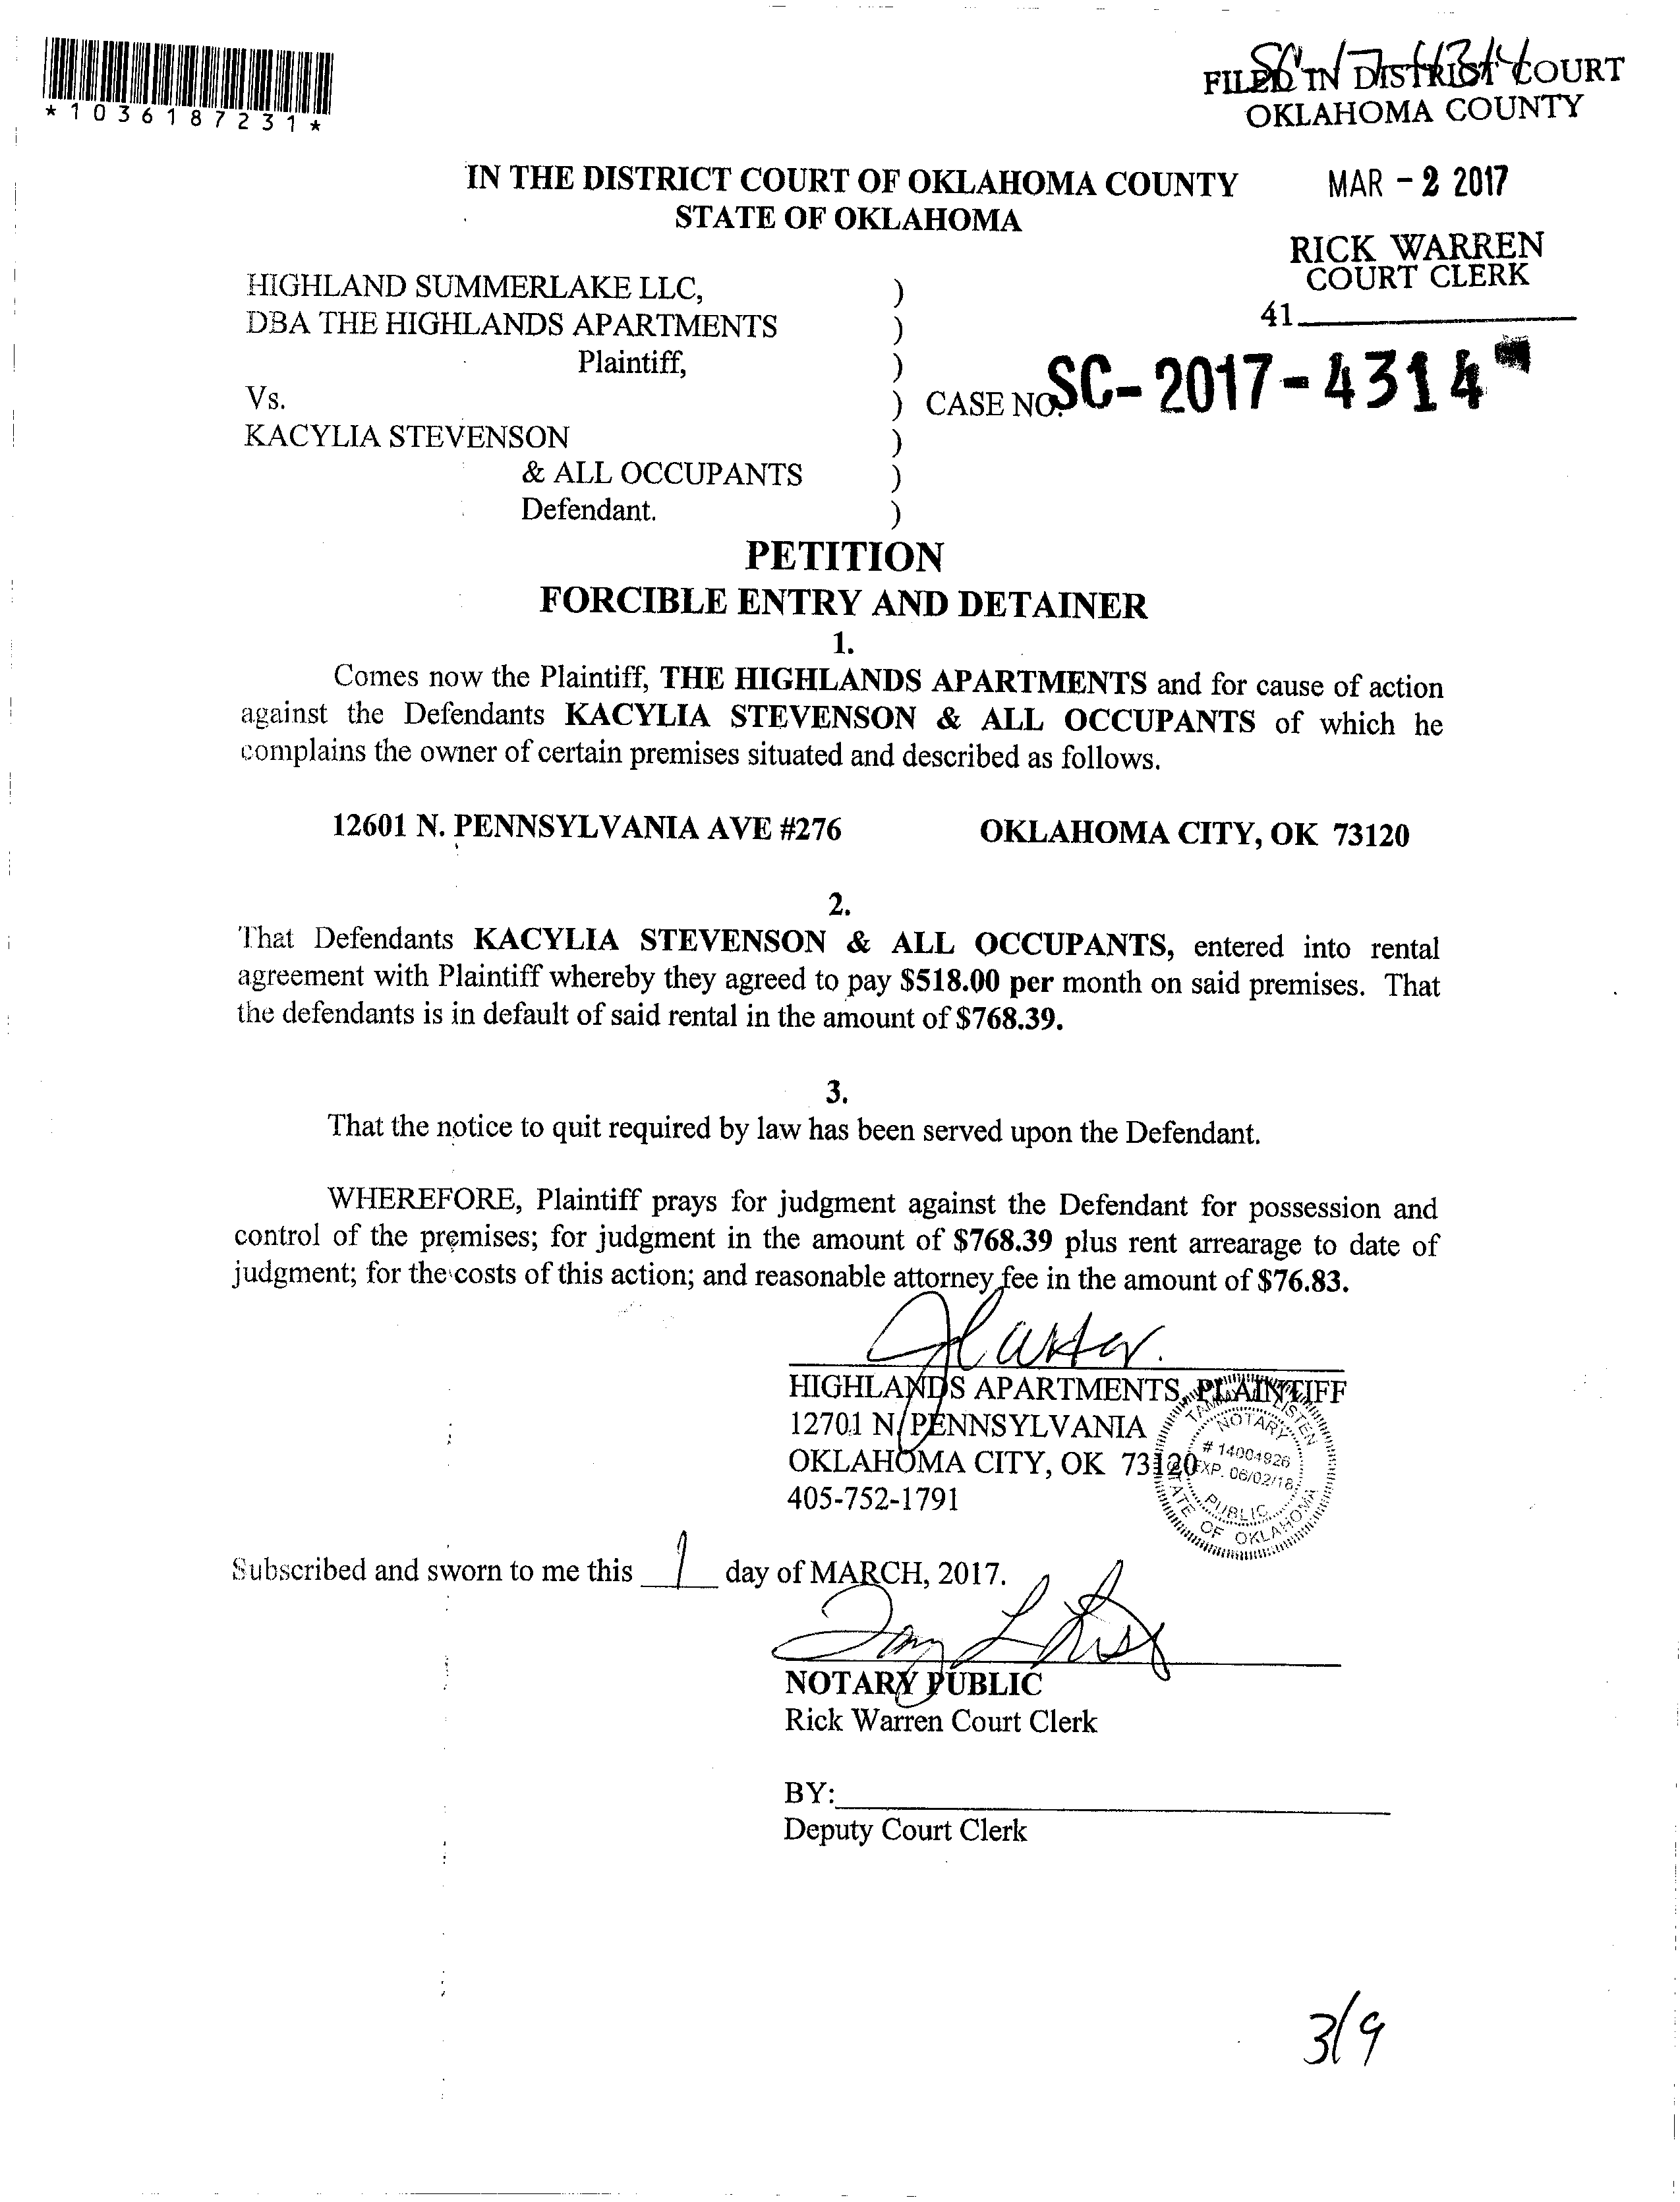 *1036187231*
SC-17-4314
FILED IN DISTRICT COURT
OKLAHOMA COUNTY
MAR - 2 2017
RICK WARREN
COURT CLERK
41
IN THE DISTRICT COURT OF OKLAHOMA COUNTY
STATE OF OKLAHOMA
HIGHLAND SUMMERLAKE LLC, )
DBA THE HIGHLANDS APARTMENTS )
Plaintiff, )
Vs. ) CASE NO. SC-2017-4314
KACYLIA STEVENSON )
& ALL OCCUPANTS )
Defendant. )
PETITION
FORCIBLE ENTRY AND DETAINER
1.
Comes now the Plaintiff, THE HIGHLANDS APARTMENTS and for cause of action
against the Defendants KACYLIA STEVENSON & ALL OCCUPANTS of which he
complains the owner of certain premises situated and described as follows.
12601 N. PENNSYLVANIA AVE #276 OKLAHOMA CITY, OK 73120
2.
That Defendants KACYLIA STEVENSON & ALL OCCUPANTS, entered into rental
agreement with Plaintiff whereby they agreed to pay $518.00 per month on said premises. That
the defendants is in default of said rental in the amount of $768.39.
3.
That the notice to quit required by law has been served upon the Defendant.
WHEREFORE, Plaintiff prays for judgment against the Defendant for possession and
control of the premises; for judgment in the amount of $768.39 plus rent arrearage to date of
judgment; for the costs of this action; and reasonable attorney fee in the amount of $76.83.
HIGHLANDS APARTMENTS, PLAINTIFF
12701 N PENNSYLVANIA
OKLAHOMA CITY, OK 73120
405-752-1791
NOTARY
# 14004926
EXP. 06/02/18
PUBLIC
STATE OF OKLAHOMA
Subscribed and sworn to me this 1 day of MARCH, 2017.
NOTARY PUBLIC
Rick Warren Court Clerk
BY:
Deputy Court Clerk
3/9